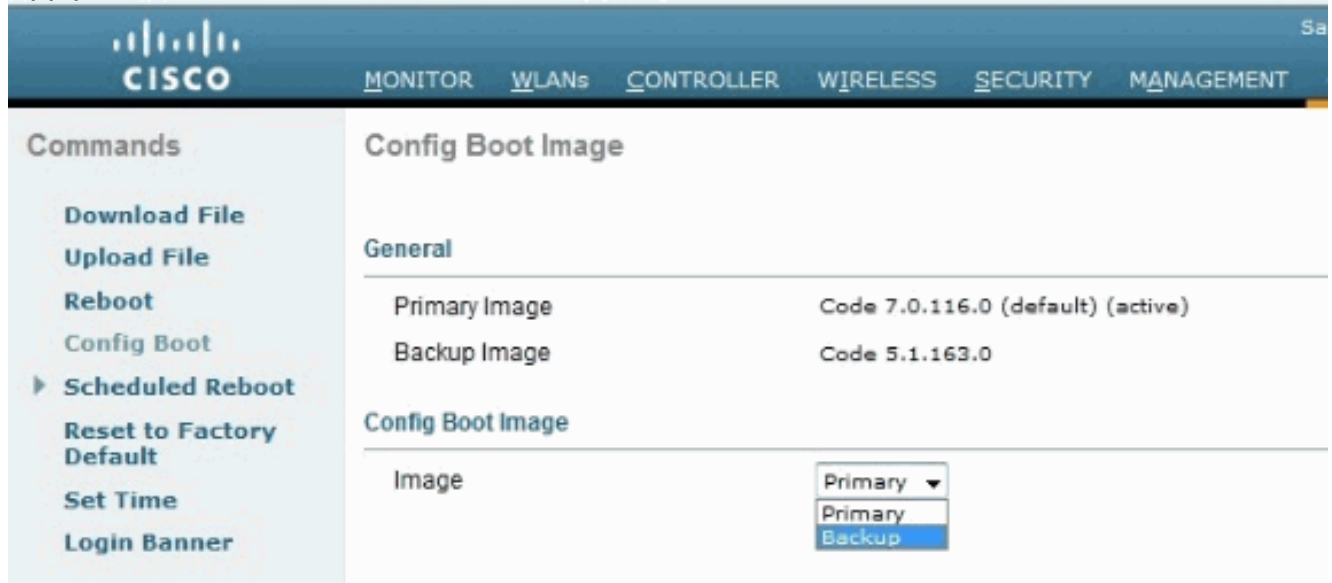 Sa
CISCO
MONITOR WLANs CONTROLLER WIRELESS SECURITY MANAGEMENT
Commands
Download File
Upload File
Reboot
Config Boot
Scheduled Reboot
Reset to Factory
Default
Set Time
Login Banner
Config Boot Image
General
Primary Image Code 7.0.116.0 (default) (active)
Backup Image Code 5.1.163.0
Config Boot Image
Image Primary
Primary
Backup